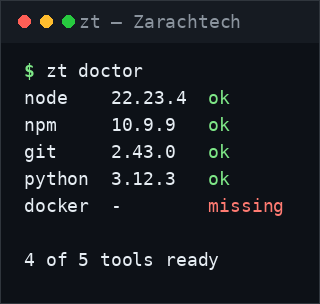 zt — Zarachtech
$ zt doctor
node    22.23.4  ok
npm     10.9.9   ok
git     2.43.0   ok
python  3.12.3   ok
docker  -        missing
4 of 5 tools ready